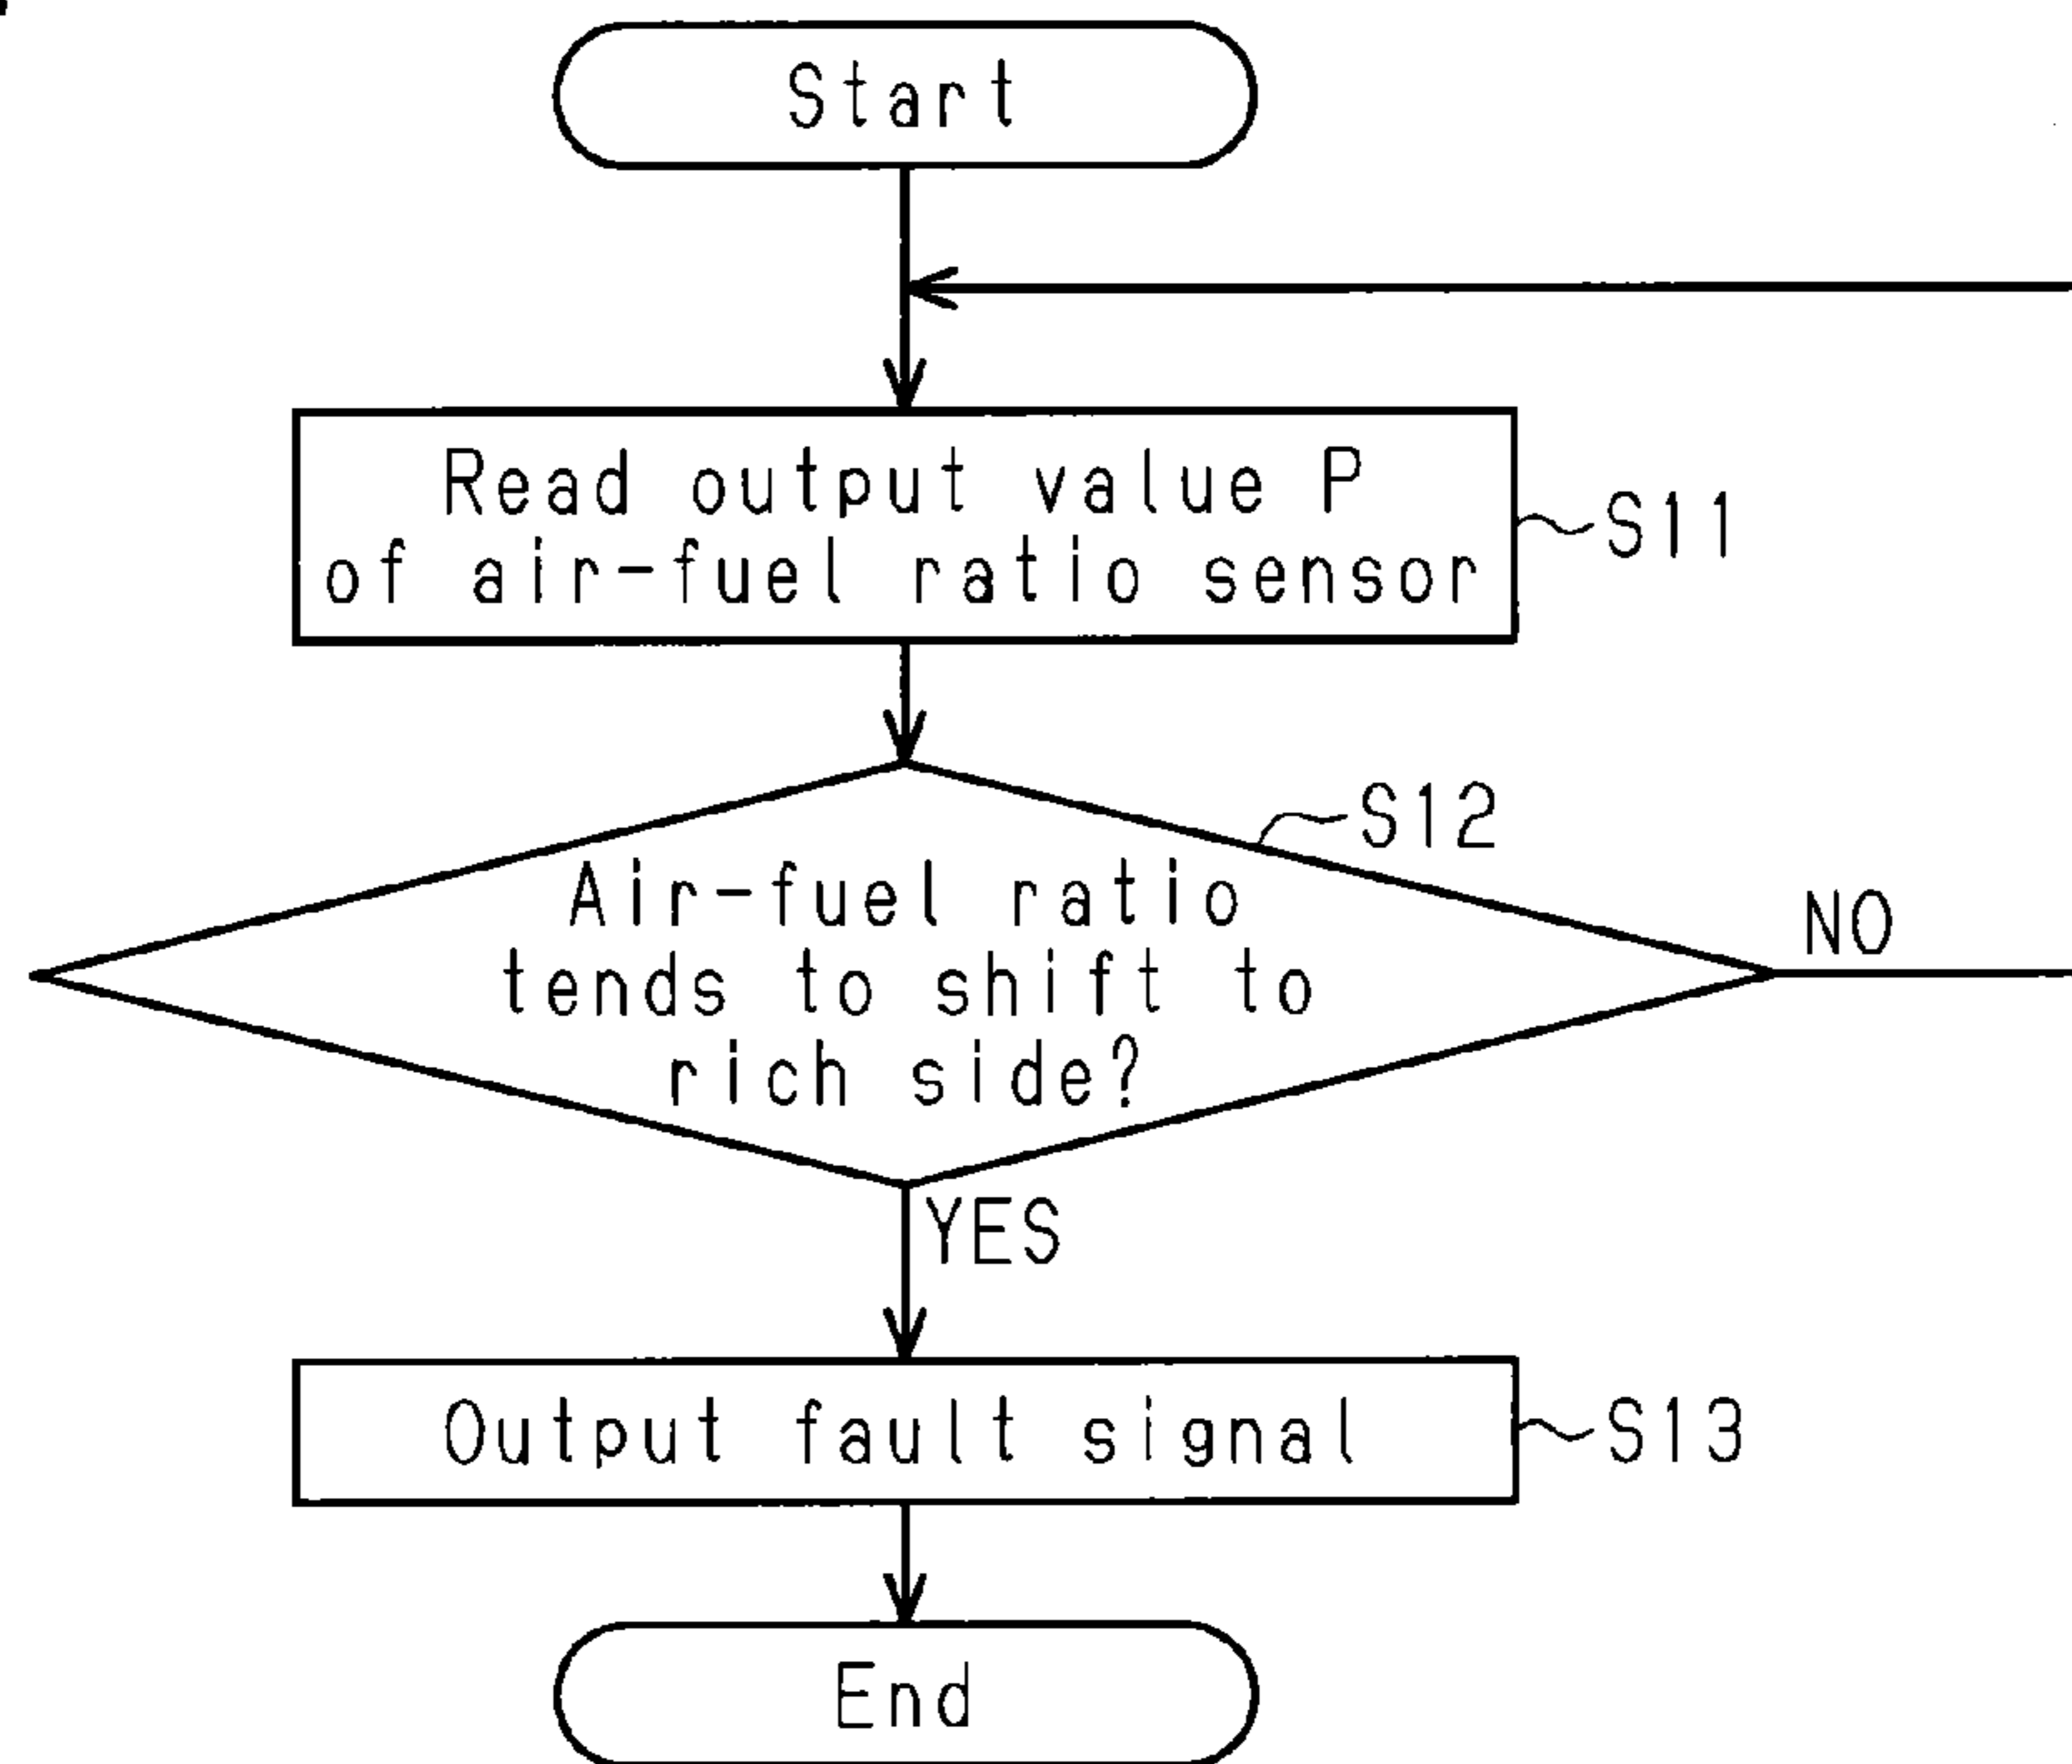 Start
Read output value P
of air-fuel ratio sensor
S11
S12
Air-fuel ratio
tends to shift to
rich side?
NO
YES
Output fault signal
S13
End